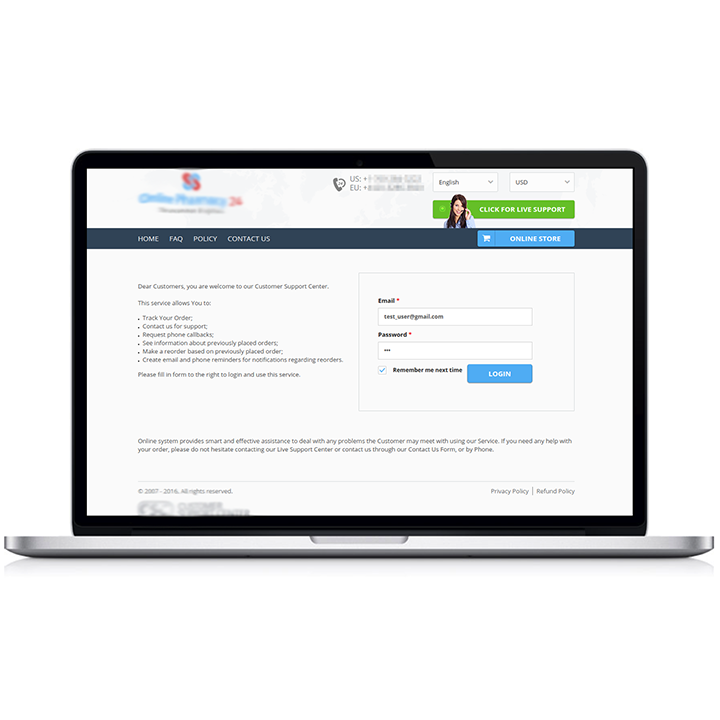 US: +
EU: +
English
USD
CLICK FOR LIVE SUPPORT
HOME FAQ POLICY CONTACT US
ONLINE STORE
Dear Customers, you are welcome to our Customer Support Center.
This service allows You to:
• Track Your Order;
• Contact us for support;
• Request phone callbacks;
• See information about previously placed orders;
• Make a reorder based on previously placed order;
• Create email and phone reminders for notifications regarding reorders.
Please fill in form to the right to login and use this service.
Email *
test_user@gmail.com
Password *
•••
Remember me next time
LOGIN
Online system provides smart and effective assistance to deal with any problems the Customer may meet with using our Service. If you need any help with
your order, please do not hesitate contacting our Live Support Center or contact us through our Contact Us Form, or by Phone.
© 2007 - 2016. All rights reserved.
Privacy Policy | Refund Policy